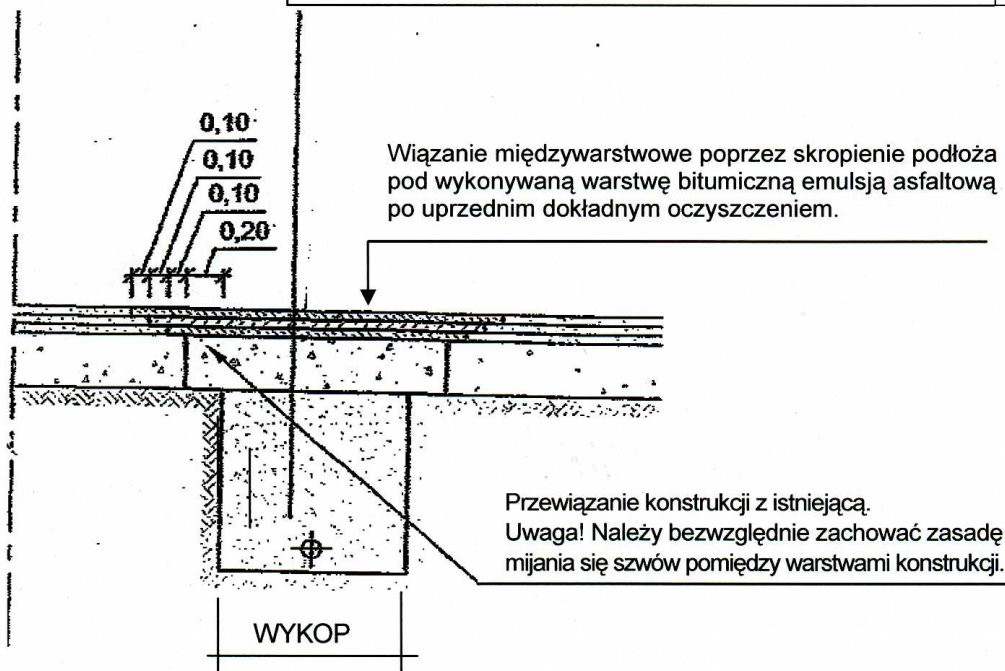 0,10
0,10
0,10
0,20
Wiązanie międzywarstwowe poprzez skropienie podłoża
pod wykonywaną warstwę bitumiczną emulsją asfaltową
po uprzednim dokładnym oczyszczeniem.
Przewiązanie konstrukcji z istniejącą.
Uwaga! Należy bezwzględnie zachować zasadę
mijania się szwów pomiędzy warstwami konstrukcji.
WYKOP